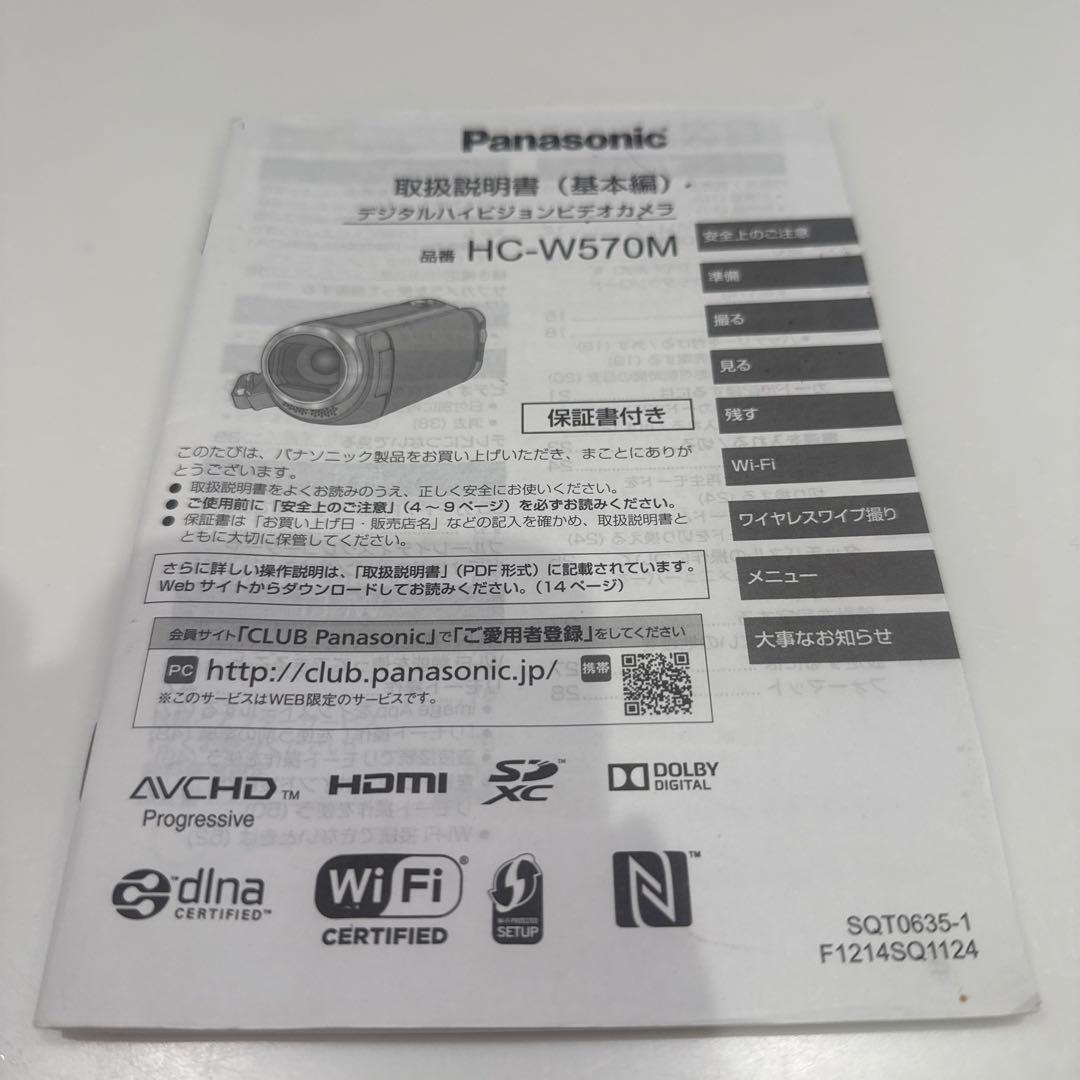 Panasonic
取扱説明書（基本編）
デジタルハイビジョンビデオカメラ
品番 HC-W570M
安全上のご注意
準備
撮る
見る
残す
Wi-Fi
ワイヤレスワイプ撮り
メニュー
大事なお知らせ
保証書付き
このたびは、パナソニック製品をお買い上げいただき、まことにありが
とうございます。
● 取扱説明書をよくお読みのうえ、正しく安全にお使いください。
● ご使用前に「安全上のご注意」（4～9ページ）を必ずお読みください。
● 保証書は「お買い上げ日・販売店名」などの記入を確かめ、取扱説明書と
ともに大切に保管してください。
さらに詳しい操作説明は、「取扱説明書」（PDF形式）に記載されています。
Webサイトからダウンロードしてお読みください。（14ページ）
会員サイト「CLUB Panasonic」で「ご愛用者登録」をしてください
PC http://club.panasonic.jp/ 携帯
※このサービスはWEB限定のサービスです。
AVCHD™
Progressive
HDMI
SD
XC™
DOLBY
DIGITAL
dlna
CERTIFIED™
Wi Fi®
CERTIFIED
WI-FI PROTECTED
SETUP
N™
SQT0635-1
F1214SQ1124